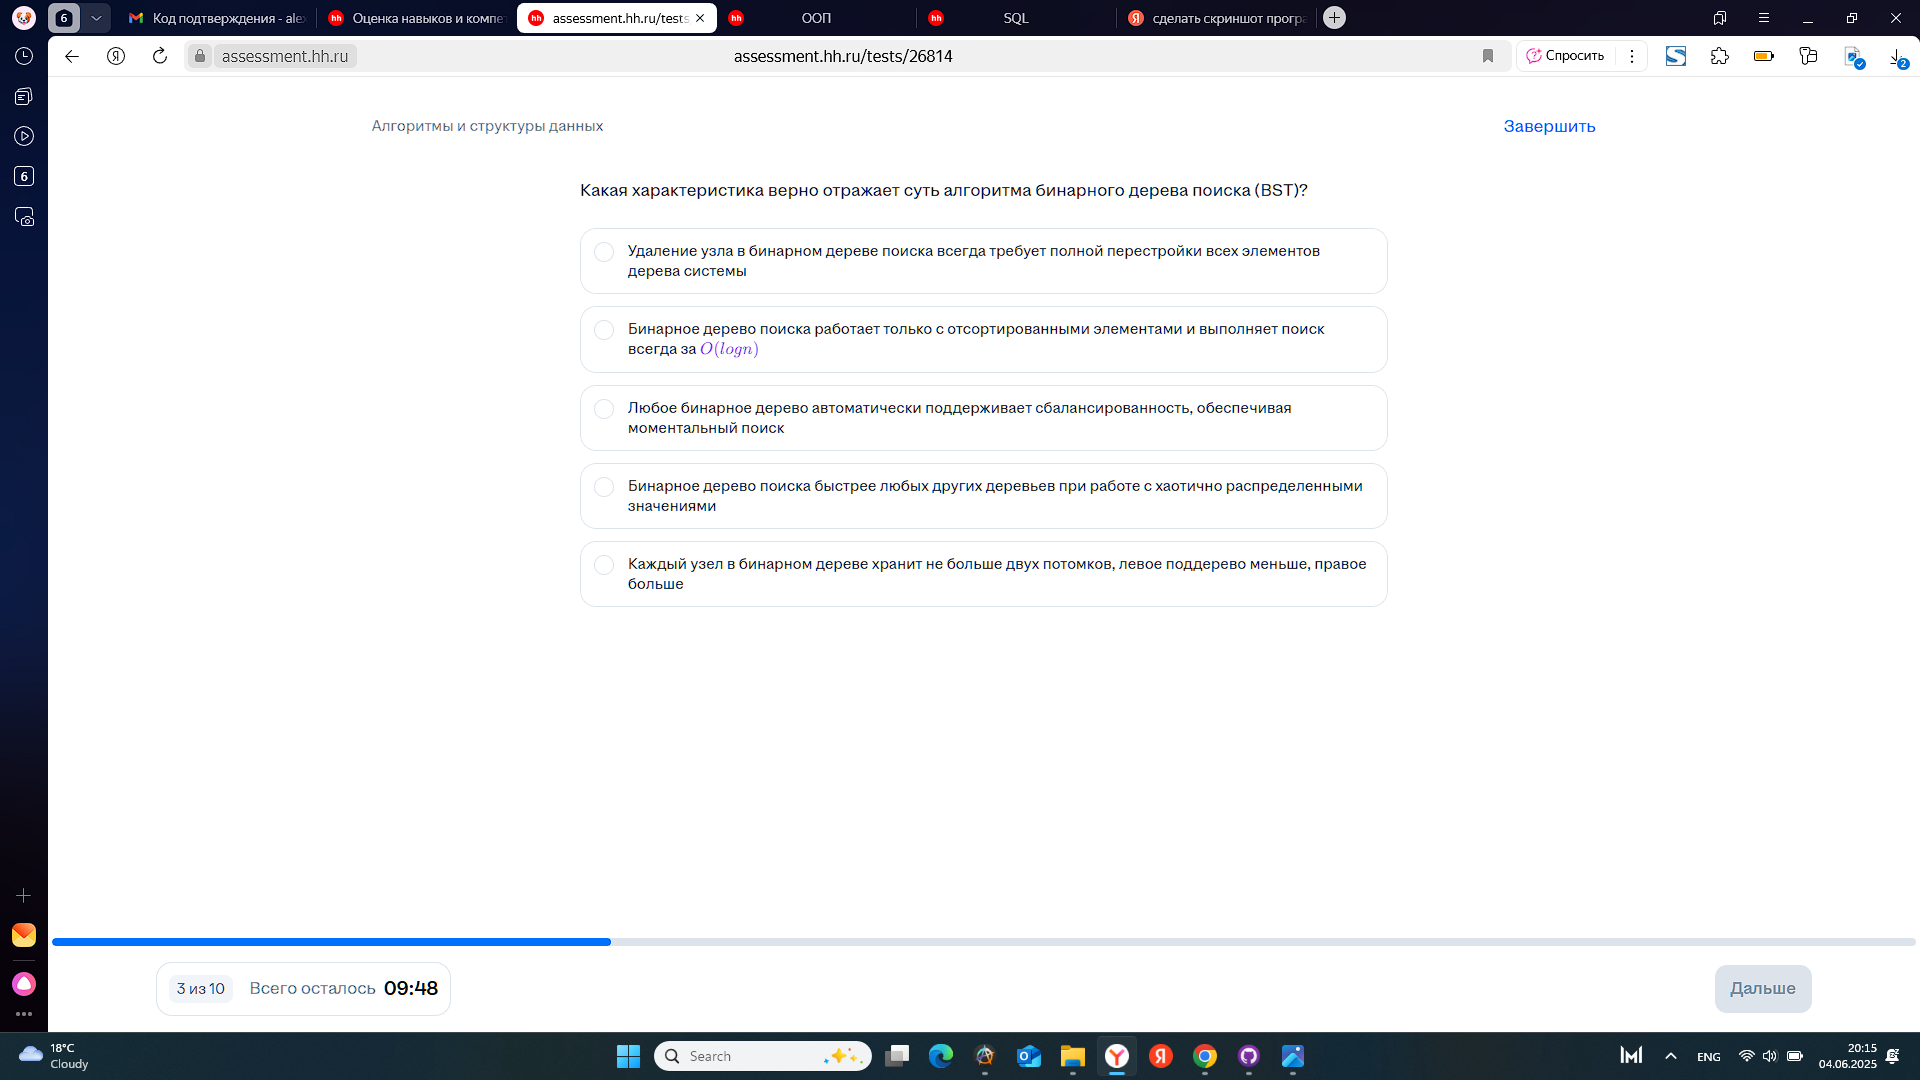 6
Код подтверждения - ale
Оценка навыков и компе
assessment.hh.ru/tests
ООП
SQL
сделать скриншот програ
assessment.hh.ru
assessment.hh.ru/tests/26814
Спросить
2
6
Алгоритмы и структуры данных
Завершить
Какая характеристика верно отражает суть алгоритма бинарного дерева поиска (BST)?
Удаление узла в бинарном дереве поиска всегда требует полной перестройки всех элементов
дерева системы
Бинарное дерево поиска работает только с отсортированными элементами и выполняет поиск
всегда за O(logn)
Любое бинарное дерево автоматически поддерживает сбалансированность, обеспечивая
моментальный поиск
Бинарное дерево поиска быстрее любых других деревьев при работе с хаотично распределенными
значениями
Каждый узел в бинарном дереве хранит не больше двух потомков, левое поддерево меньше, правое
больше
3 из 10
Всего осталось 09:48
Дальше
18°C
Cloudy
Search
ENG
20:15
04.06.2025